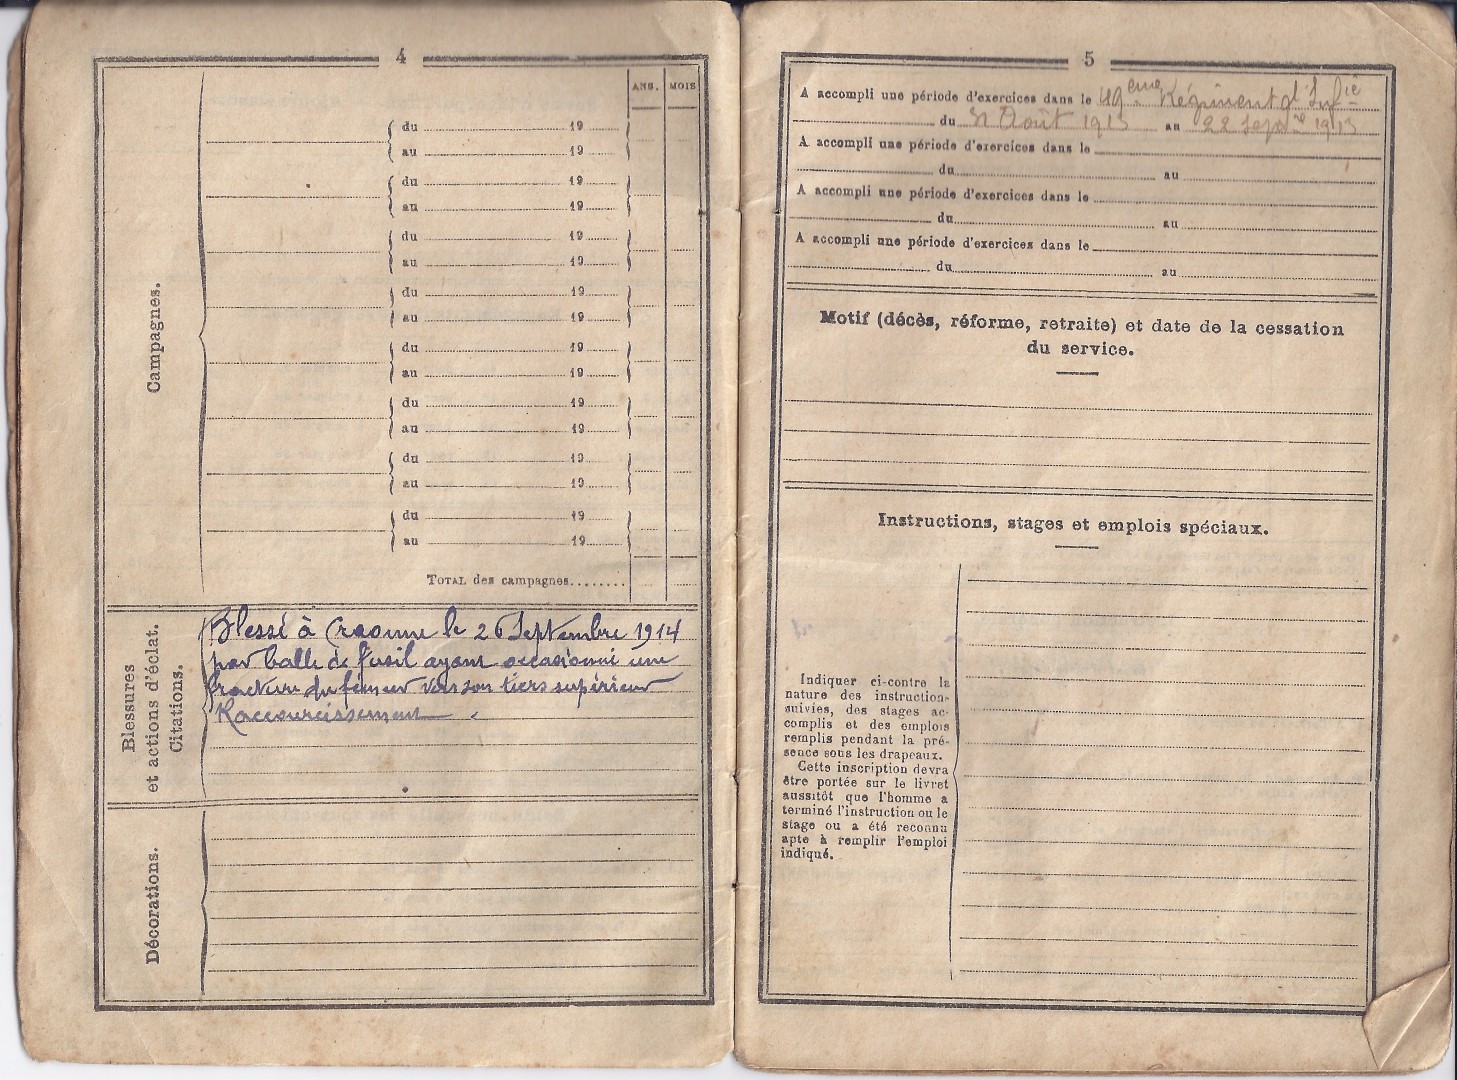 4
ANS. MOIS
Campagnes.
du 19
au 19
du 19
au 19
du 19
au 19
du 19
au 19
du 19
au 19
du 19
au 19
du 19
au 19
du 19
au 19
TOTAL des campagnes........
Blessures
et actions d'éclat.
Citations.
Blessé à Craonne le 26 Septembre 1914
par balle de fusil ayant occasionné une
fracture du femeur vers son tiers supérieur
Raccourcissement
Décorations.
5
A accompli une période d'exercices dans le 49eme Régiment d'Infie
du 31 Août 1913 au 22 Sepbre 1913
A accompli une période d'exercices dans le
du au
A accompli une période d'exercices dans le
du au
A accompli une période d'exercices dans le
du au
Motif (décès, réforme, retraite) et date de la cessation
du service.
Instructions, stages et emplois spéciaux.
Indiquer ci-contre la
nature des instruction-
suivies, des stages ac-
complis et des emplois
remplis pendant la pré-
sence sous les drapeaux.
Cette inscription devra
être portée sur le livret
aussitôt que l'homme a
terminé l'instruction ou le
stage ou a été reconnu
apte à remplir l'emploi
indiqué.